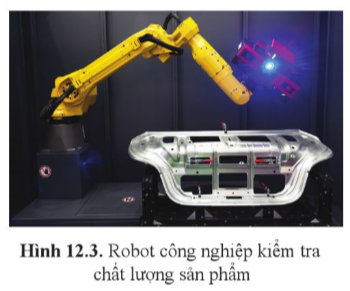 Hình 12.3. Robot công nghiệp kiểm tra
chất lượng sản phẩm